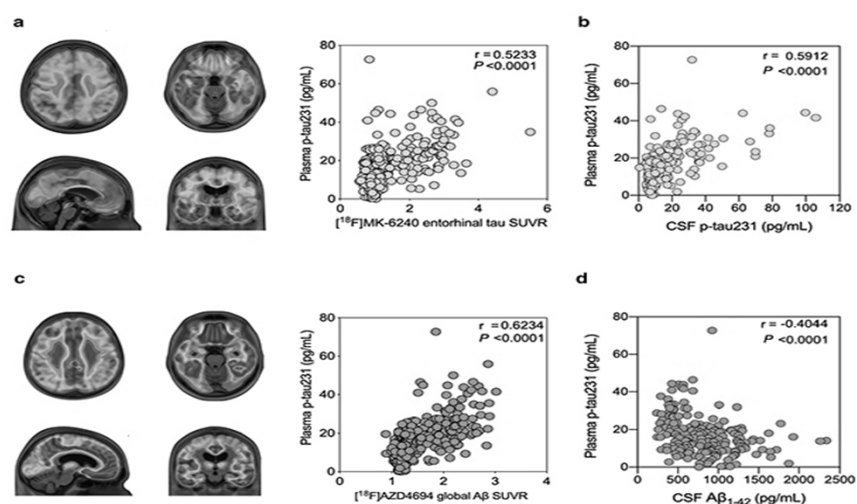 a
Plasma p-tau231 (pg/mL)
80
60
40
20
0
r = 0.5233
P <0.0001
0 2 4 6
[18F]MK-6240 entorhinal tau SUVR
b
Plasma p-tau231 (pg/mL)
80
60
40
20
0
r = 0.5912
P <0.0001
0 20 40 60 80 100 120
CSF p-tau231 (pg/mL)
c
Plasma p-tau231 (pg/mL)
80
60
40
20
0
r = 0.6234
P <0.0001
0 1 2 3 4
[18F]AZD4694 global Aβ SUVR
d
Plasma p-tau231 (pg/mL)
80
60
40
20
0
r = -0.4044
P <0.0001
0 500 1000 1500 2000 2500
CSF Aβ1-42 (pg/mL)